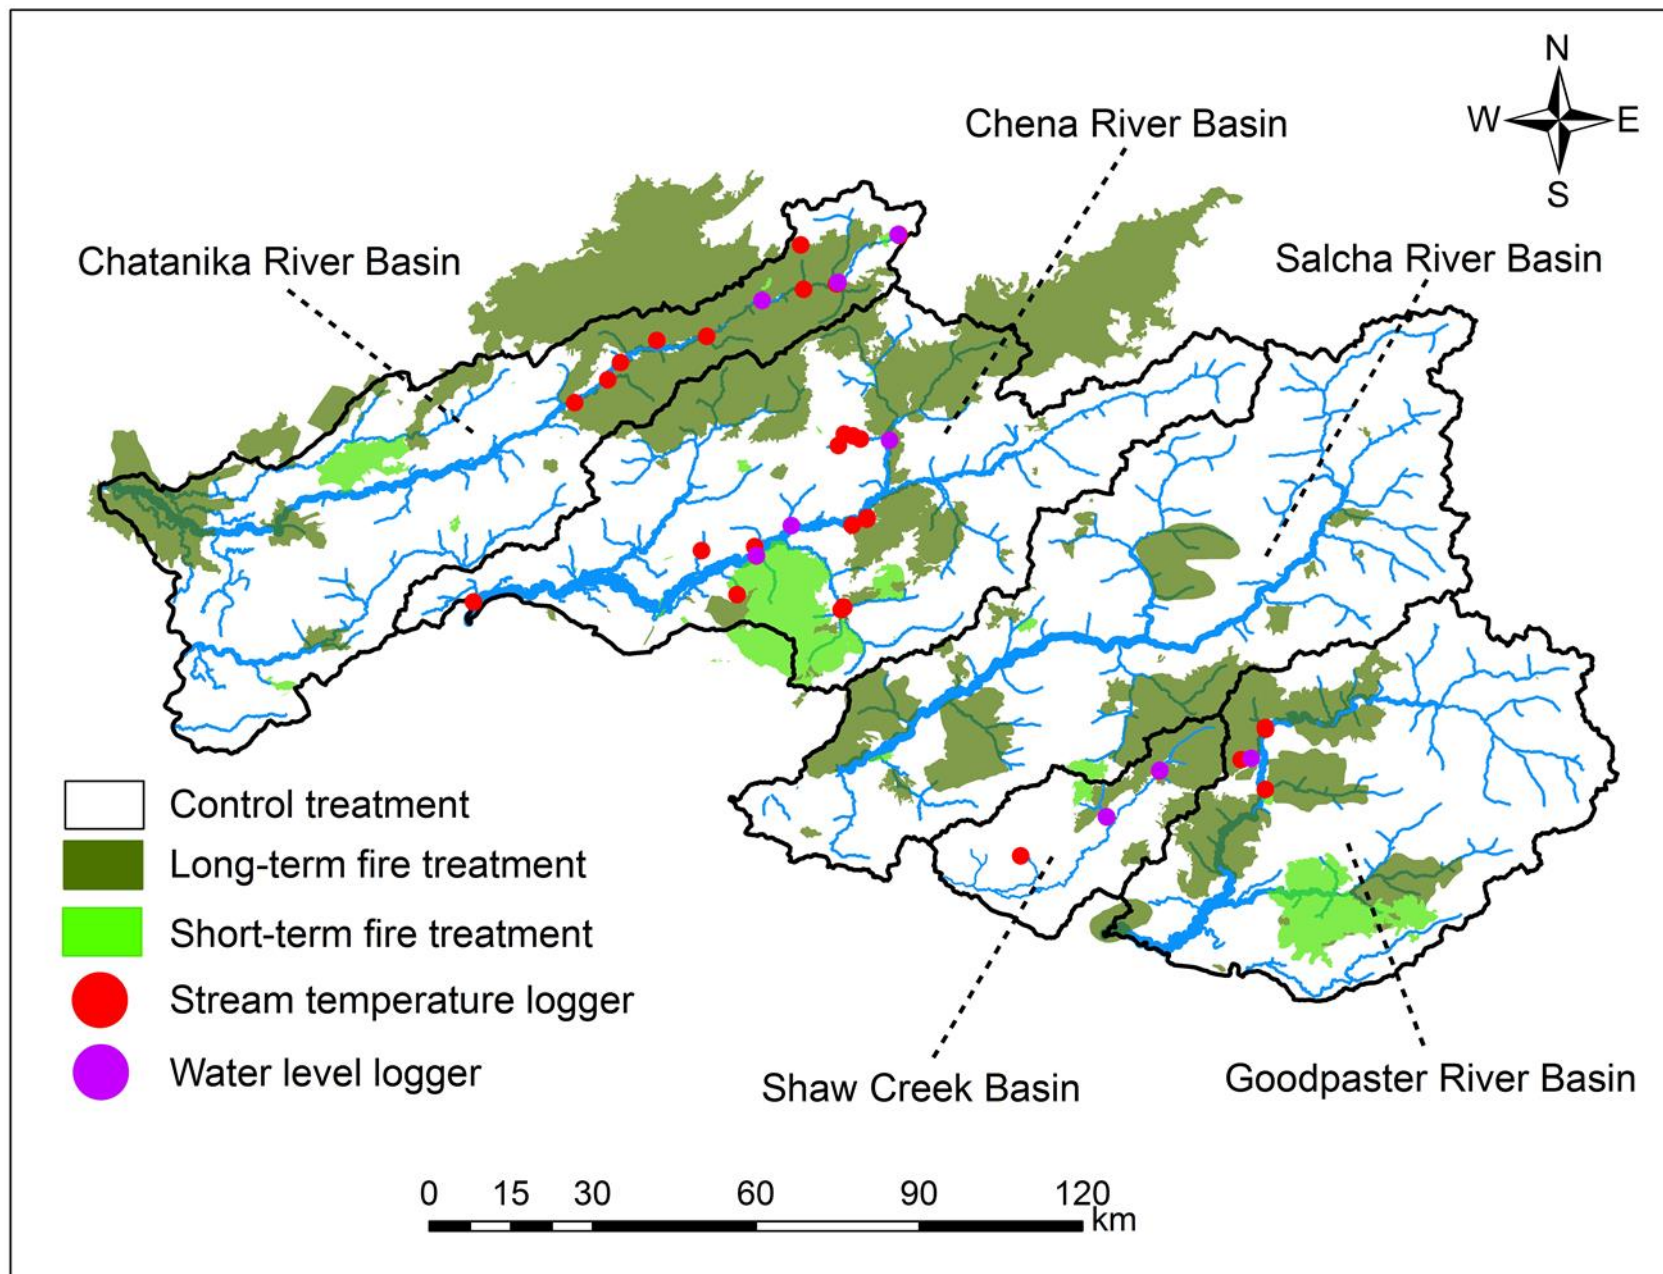 N
W E
S
Chena River Basin
Chatanika River Basin
Salcha River Basin
Control treatment
Long-term fire treatment
Short-term fire treatment
Stream temperature logger
Water level logger
Shaw Creek Basin
Goodpaster River Basin
0 15 30 60 90 120
km